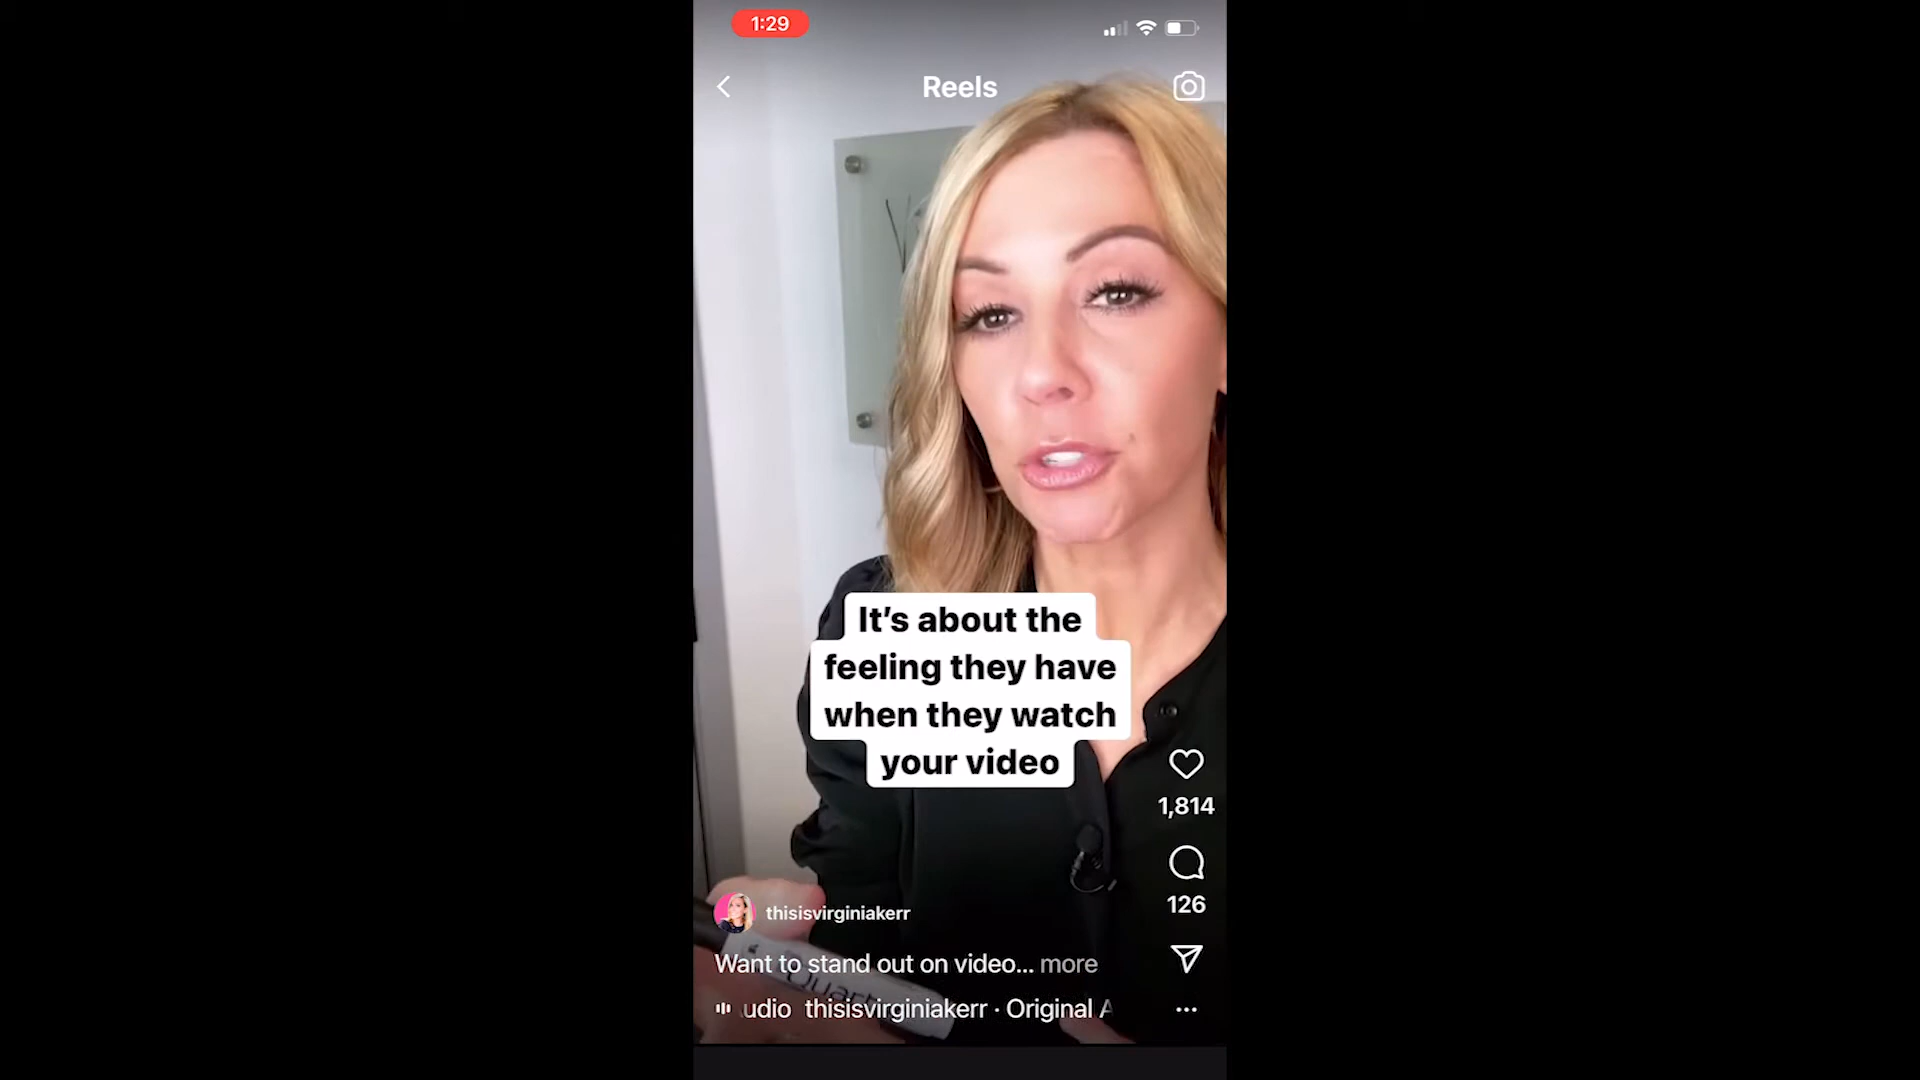 1:29
Reels
It's about the
feeling they have
when they watch
your video
1,814
126
thisisvirginiakerr
Want to stand out on video... more
Quart
udio thisisvirginiakerr · Original A